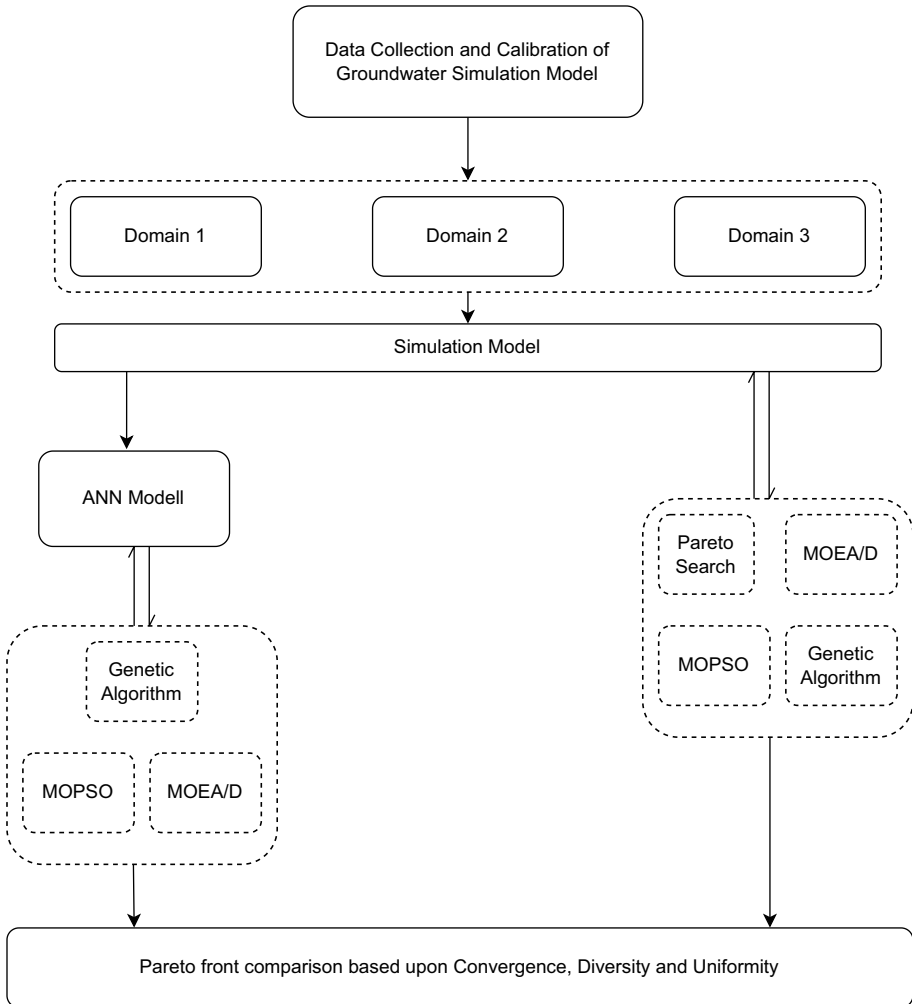 Data Collection and Calibration of
Groundwater Simulation Model
Domain 1
Domain 2
Domain 3
Simulation Model
ANN Modell
Pareto
Search
MOEA/D
MOPSO
Genetic
Algorithm
Genetic
Algorithm
MOPSO
MOEA/D
Pareto front comparison based upon Convergence, Diversity and Uniformity